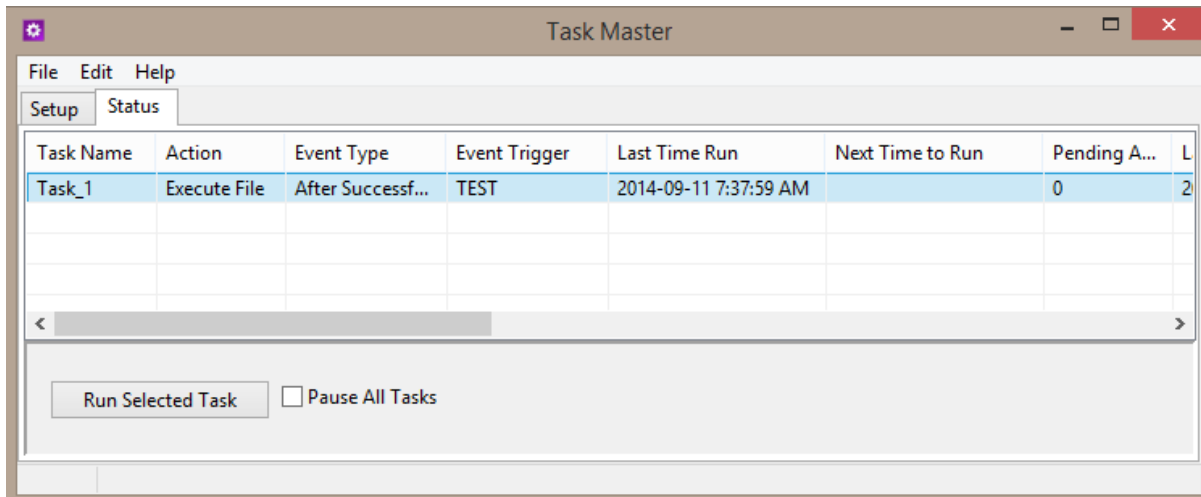 Task Master
File Edit Help
Setup Status
Task Name Action Event Type Event Trigger Last Time Run Next Time to Run Pending A... L
Task_1 Execute File After Successf... TEST 2014-09-11 7:37:59 AM 0 2
Run Selected Task Pause All Tasks